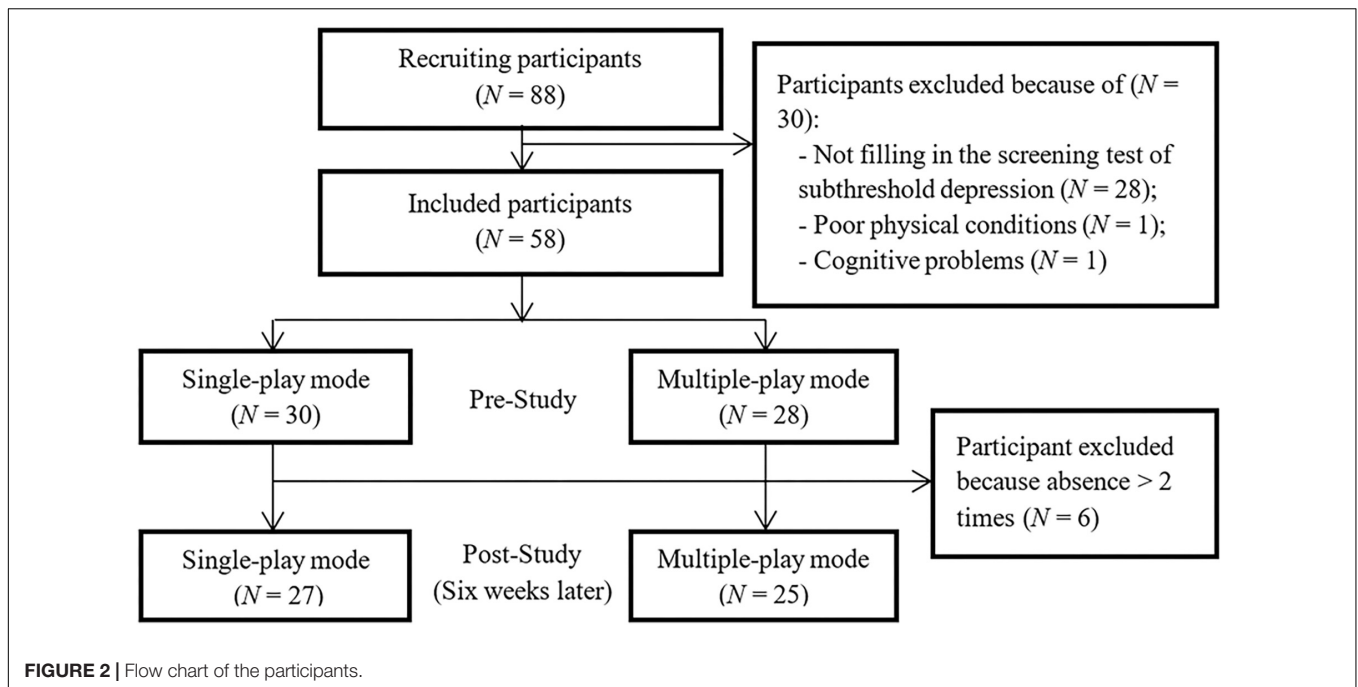 Recruiting participants
(N = 88)
Participants excluded because of (N =
30):
- Not filling in the screening test of
subthreshold depression (N = 28);
- Poor physical conditions (N = 1);
- Cognitive problems (N = 1)
Included participants
(N = 58)
Single-play mode
(N = 30)
Pre-Study
Multiple-play mode
(N = 28)
Participant excluded
because absence > 2
times (N = 6)
Single-play mode
(N = 27)
Post-Study
(Six weeks later)
Multiple-play mode
(N = 25)
FIGURE 2 | Flow chart of the participants.